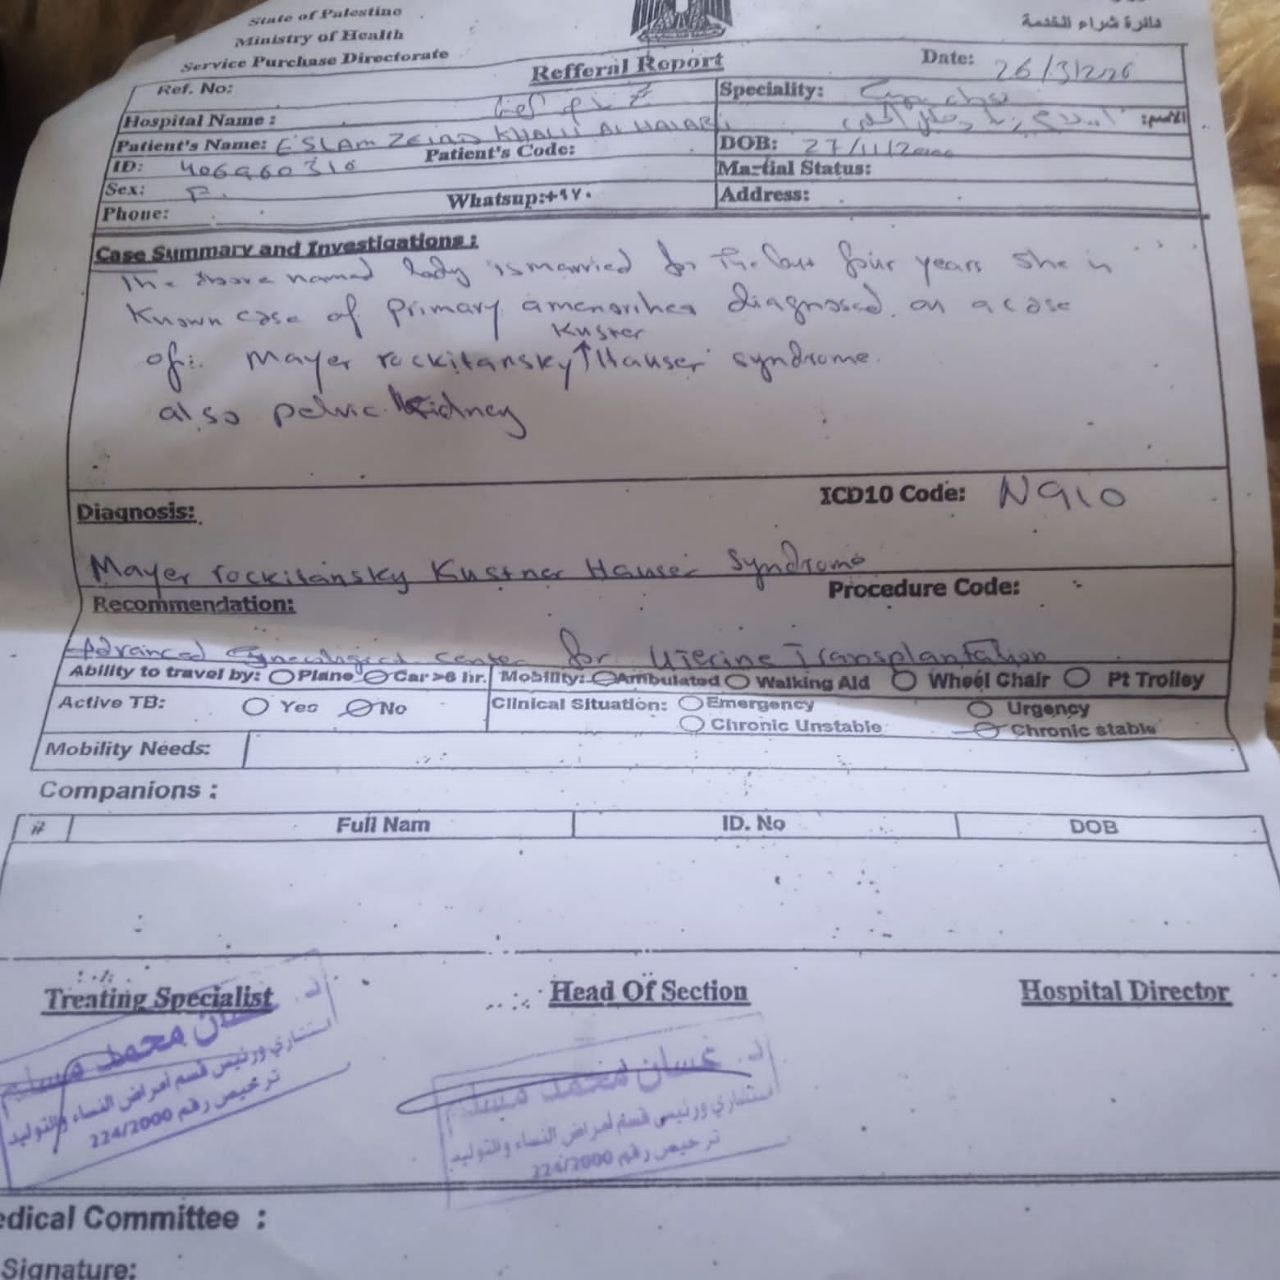 State of Palestine
Ministry of Health
Service Purchase Directorate
دائرة شراء الخدمة
Refferal Report
Date: 26/3/2026
Ref. No:
Speciality:
Hospital Name :
الاسم:
Patient's Name: ESLAM ZEIAD KHALIL ALHALABI
Patient's Code:
DOB: 27/11/2000
ID: 406960310
Martial Status:
Sex: F.
Whatsup:+٩٧٠
Address:
Phone:
Case Summary and Investigations :
The above named lady is married for the last four years she is
Known case of primary amenorihea diagnosed on a case
Kuster
of: Mayer rockitansky ↑ Hauser syndrome.
also pelvic Kidney
ICD10 Code: N910
Diagnosis:
Mayer rockitansky Kustner Hauser Syndrome
Procedure Code:
Recommendation:
Advanced Gynecological center for Uterine Transplantation
Ability to travel by: Plane Car >6 hr. Mobility: Ambulated Walking Aid Wheel Chair Pt Trolley
Active TB: Yes No Clinical Situation: Emergency Urgency
Chronic Unstable Chronic stable
Mobility Needs:
Companions :
# Full Nam ID. No DOB
Treating Specialist Head Of Section Hospital Director
د. غسان محمد مسلم
استشاري ورئيس قسم أمراض النساء والتوليد
ترخيص رقم 224/2000
د. غسان محمد مسلم
استشاري ورئيس قسم أمراض النساء والتوليد
ترخيص رقم 224/2000
edical Committee :
Signature: